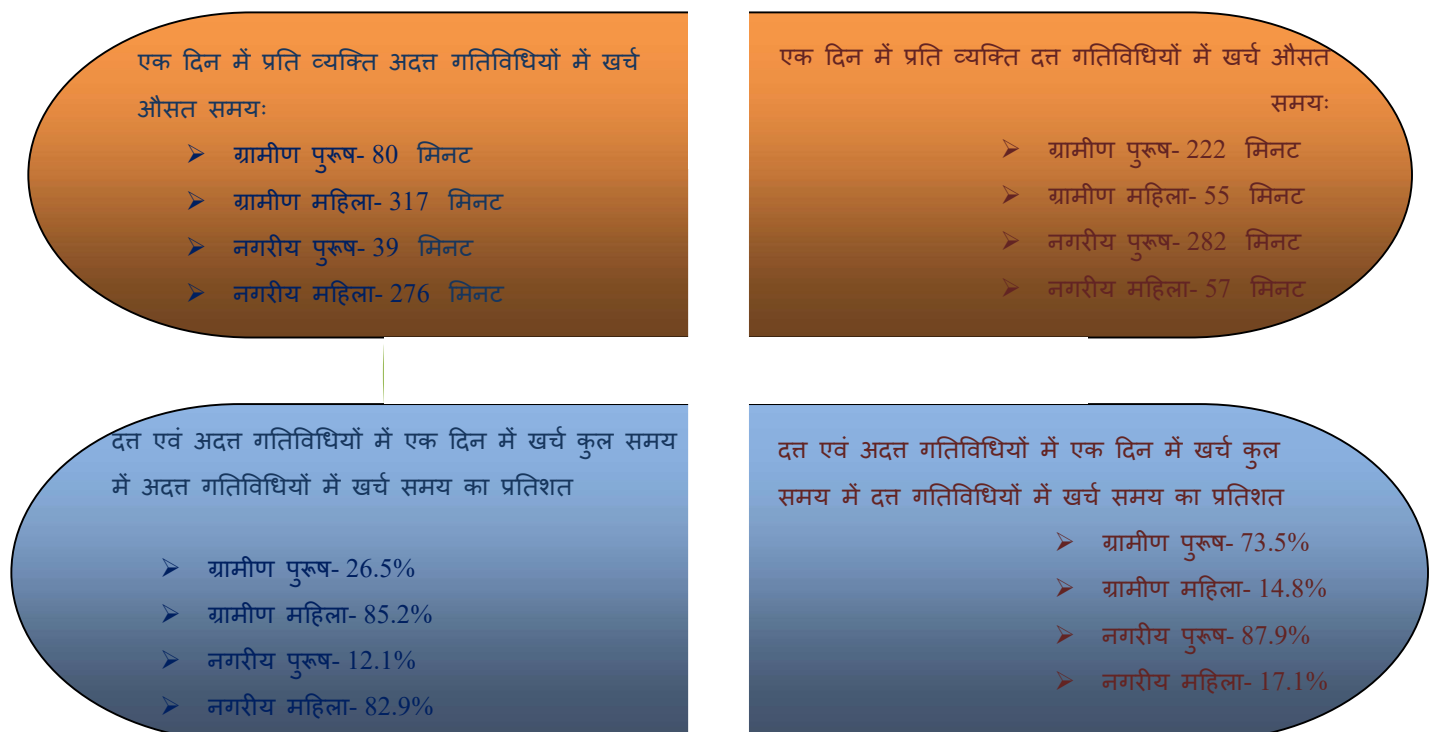 एक दिन में प्रति व्यक्ति अदत्त गतिविधियों में खर्च
औसत समयः
➢ ग्रामीण पुरूष- 80 मिनट
➢ ग्रामीण महिला- 317 मिनट
➢ नगरीय पुरूष- 39 मिनट
➢ नगरीय महिला- 276 मिनट
एक दिन में प्रति व्यक्ति दत्त गतिविधियों में खर्च औसत
समयः
➢ ग्रामीण पुरूष- 222 मिनट
➢ ग्रामीण महिला- 55 मिनट
➢ नगरीय पुरूष- 282 मिनट
➢ नगरीय महिला- 57 मिनट
दत्त एवं अदत्त गतिविधियों में एक दिन में खर्च कुल समय
में अदत्त गतिविधियों में खर्च समय का प्रतिशत
➢ ग्रामीण पुरूष- 26.5%
➢ ग्रामीण महिला- 85.2%
➢ नगरीय पुरूष- 12.1%
➢ नगरीय महिला- 82.9%
दत्त एवं अदत्त गतिविधियों में एक दिन में खर्च कुल
समय में दत्त गतिविधियों में खर्च समय का प्रतिशत
➢ ग्रामीण पुरूष- 73.5%
➢ ग्रामीण महिला- 14.8%
➢ नगरीय पुरूष- 87.9%
➢ नगरीय महिला- 17.1%